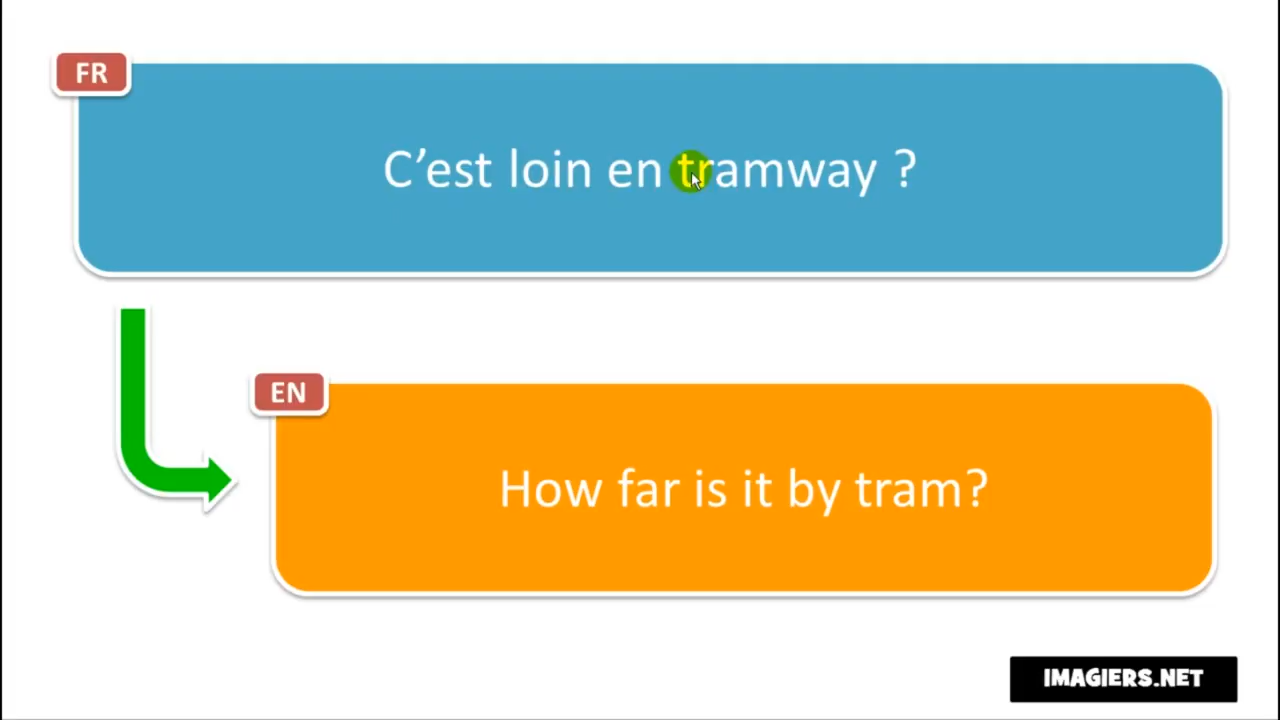 FR
C’est loin en tramway ?
EN
How far is it by tram?
IMAGIERS.NET